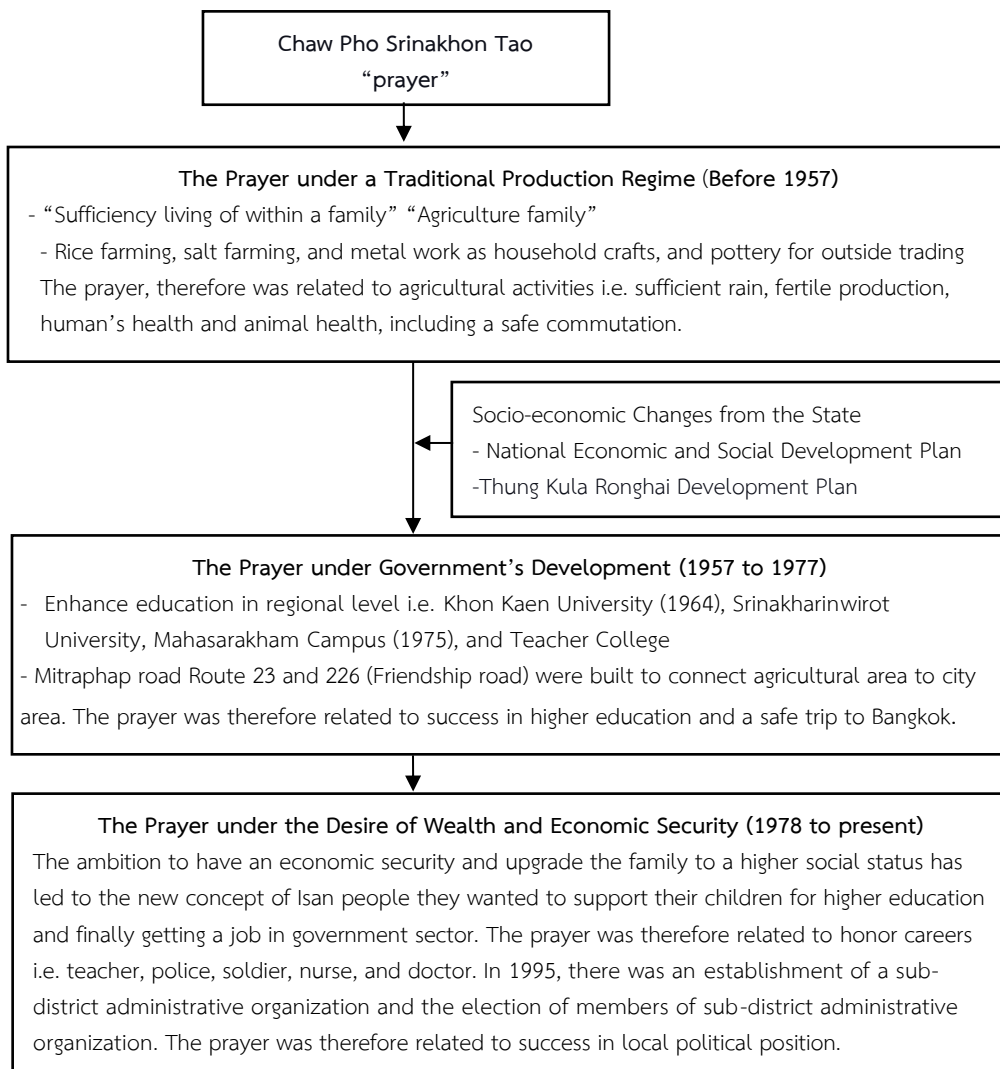 Chaw Pho Srinakhon Tao
“prayer”
The Prayer under a Traditional Production Regime (Before 1957)
- “Sufficiency living of within a family” “Agriculture family”
- Rice farming, salt farming, and metal work as household crafts, and pottery for outside trading
The prayer, therefore was related to agricultural activities i.e. sufficient rain, fertile production,
human’s health and animal health, including a safe commutation.
Socio-economic Changes from the State
- National Economic and Social Development Plan
-Thung Kula Ronghai Development Plan
The Prayer under Government’s Development (1957 to 1977)
- Enhance education in regional level i.e. Khon Kaen University (1964), Srinakharinwirot
University, Mahasarakham Campus (1975), and Teacher College
- Mitraphap road Route 23 and 226 (Friendship road) were built to connect agricultural area to city
area. The prayer was therefore related to success in higher education and a safe trip to Bangkok.
The Prayer under the Desire of Wealth and Economic Security (1978 to present)
The ambition to have an economic security and upgrade the family to a higher social status has
led to the new concept of Isan people they wanted to support their children for higher education
and finally getting a job in government sector. The prayer was therefore related to honor careers
i.e. teacher, police, soldier, nurse, and doctor. In 1995, there was an establishment of a sub-
district administrative organization and the election of members of sub-district administrative
organization. The prayer was therefore related to success in local political position.